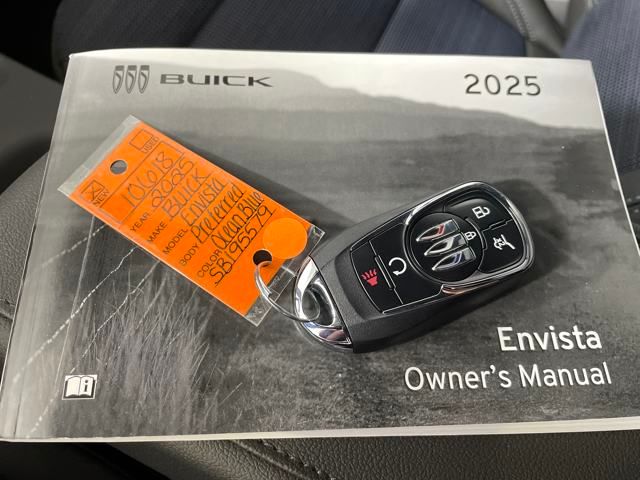 BUICK
2025
NEW
USED
10618
YEAR 2025
MAKE BUICK
MODEL Envista
BODY Preferred
COLOR Ocean Blue
SB195579
Envista
Owner's Manual
i